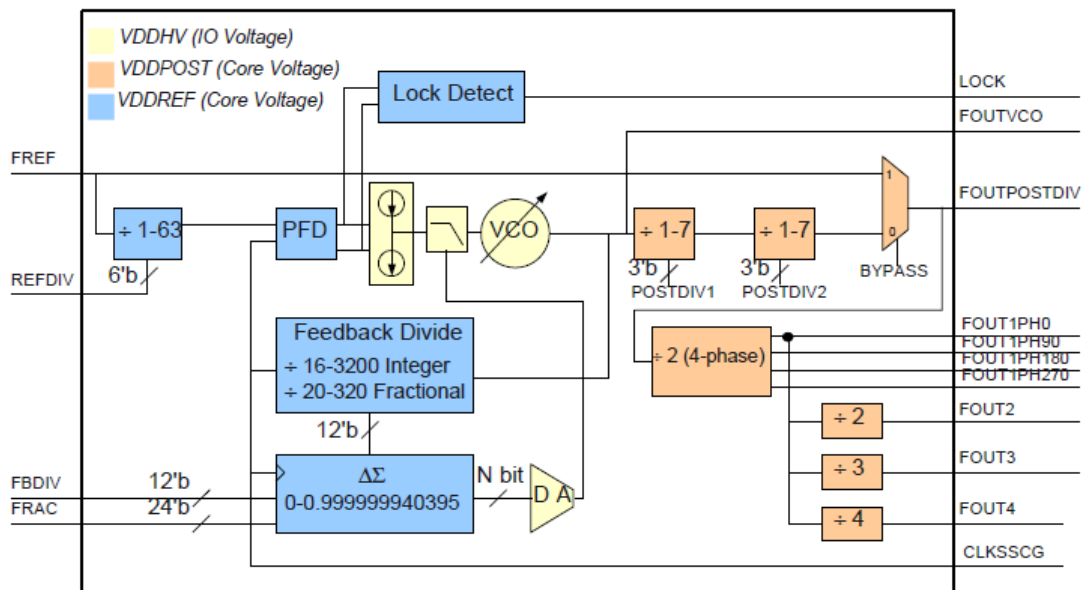 VDDHV (IO Voltage)
VDDPOST (Core Voltage)
VDDREF (Core Voltage)
Lock Detect
LOCK
FOUTVCO
FREF
1
FOUTPOSTDIV
÷ 1-63
PFD
VCO
÷ 1-7
÷ 1-7
0
6'b
3'b
3'b
BYPASS
REFDIV
POSTDIV1
POSTDIV2
Feedback Divide
÷ 16-3200 Integer
÷ 20-320 Fractional
÷ 2 (4-phase)
FOUT1PH0
FOUT1PH90
FOUT1PH180
FOUT1PH270
÷ 2
FOUT2
12'b
ΔΣ
0-0.999999940395
N bit
D A
÷ 3
FOUT3
FBDIV
12'b
FRAC
24'b
÷ 4
FOUT4
CLKSSCG